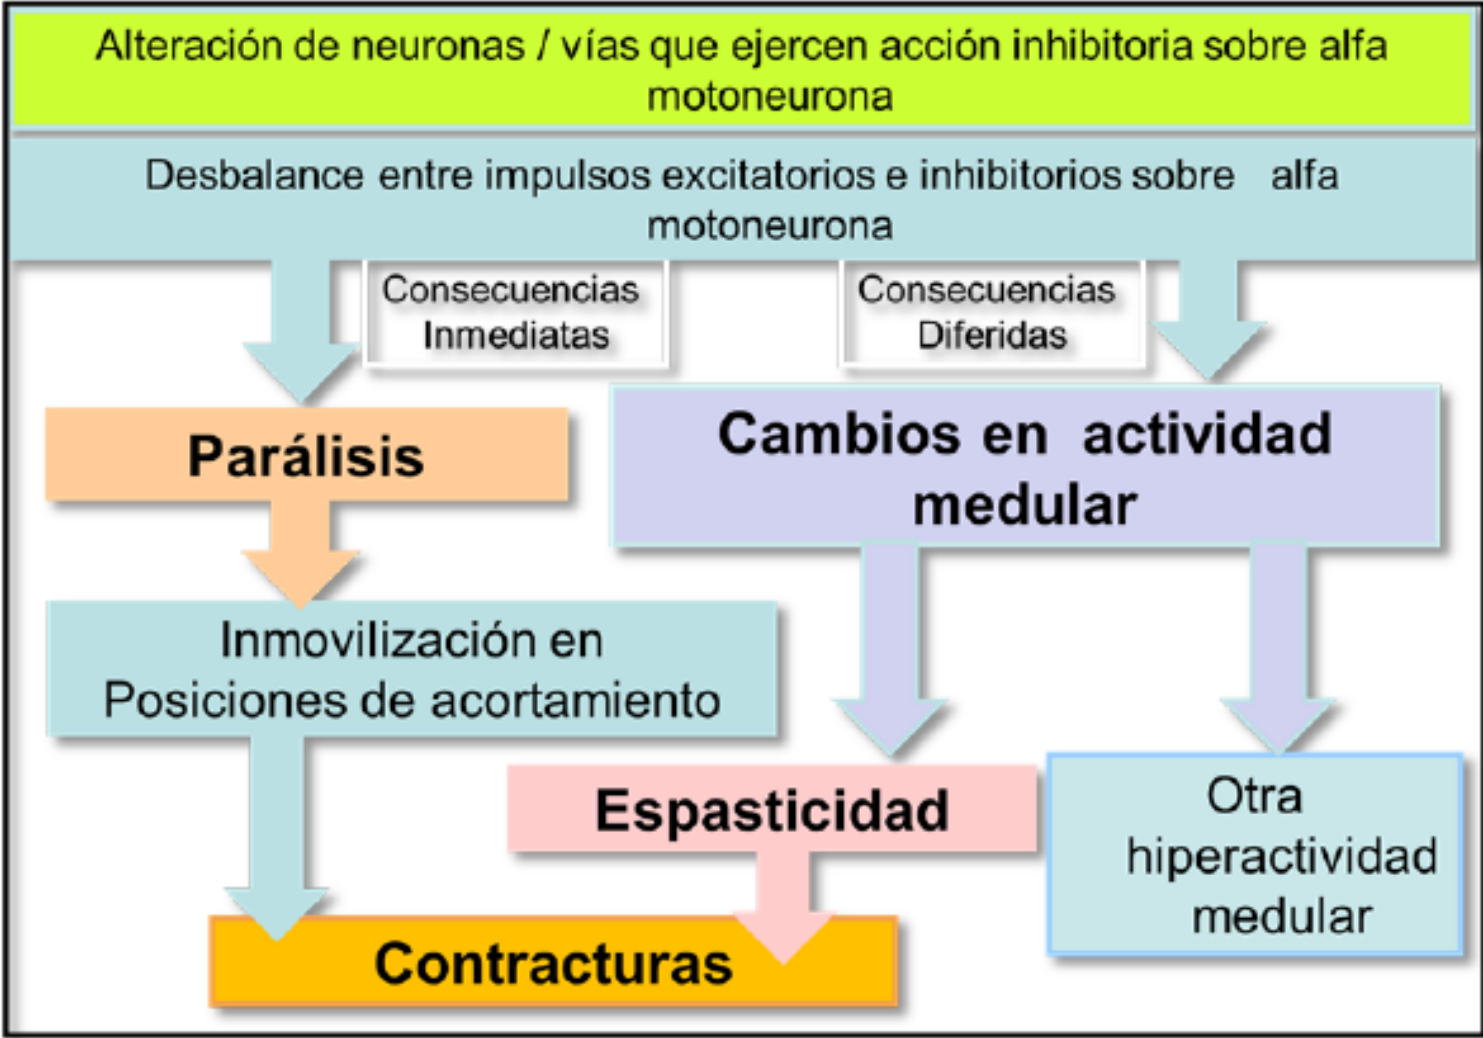 Alteración de neuronas / vías que ejercen acción inhibitoria sobre alfa
motoneurona
Desbalance entre impulsos excitatorios e inhibitorios sobre alfa
motoneurona
Consecuencias
Inmediatas
Consecuencias
Diferidas
Parálisis
Cambios en actividad
medular
Inmovilización en
Posiciones de acortamiento
Espasticidad
Otra
hiperactividad
medular
Contracturas